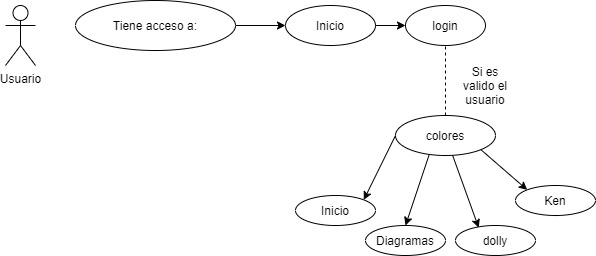 Usuario
Tiene acceso a:
Inicio
login
Si es
valido el
usuario
colores
Inicio
Diagramas
dolly
Ken